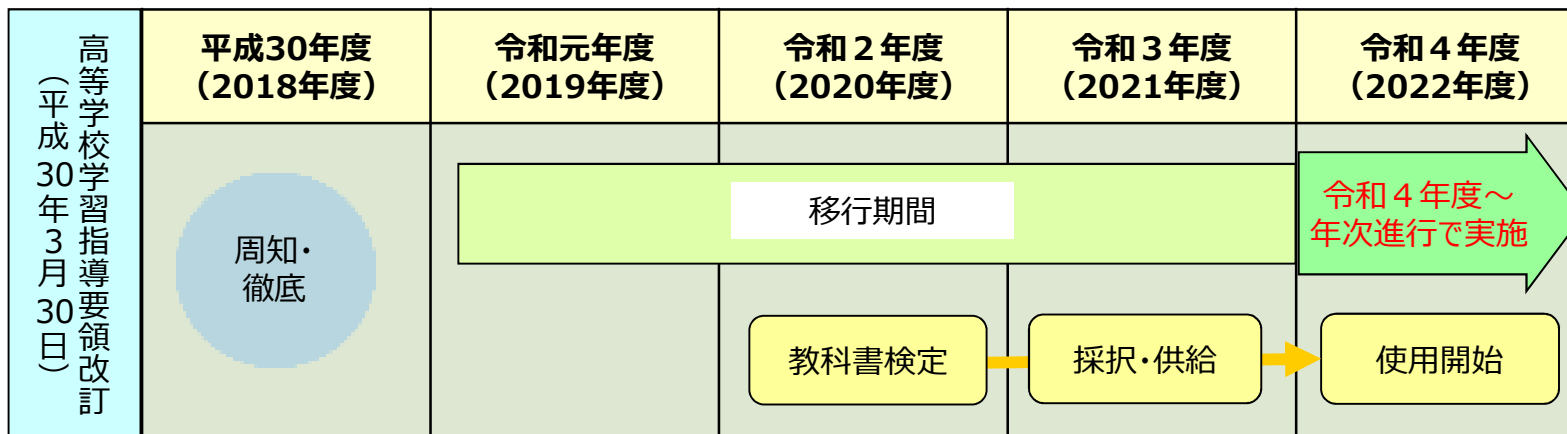 高等学校学習指導要領改訂
（平成30年３月30日）
平成30年度
（2018年度）
令和元年度
（2019年度）
令和２年度
（2020年度）
令和３年度
（2021年度）
令和４年度
（2022年度）
周知・
徹底
移行期間
令和４年度～
年次進行で実施
教科書検定
採択・供給
使用開始